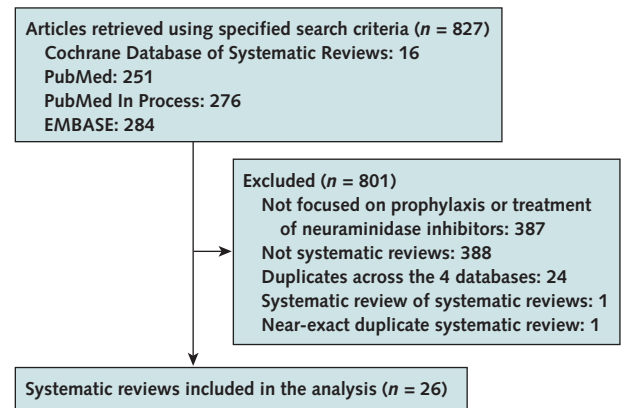 Articles retrieved using specified search criteria (n = 827)
Cochrane Database of Systematic Reviews: 16
PubMed: 251
PubMed In Process: 276
EMBASE: 284
Excluded (n = 801)
Not focused on prophylaxis or treatment
of neuraminidase inhibitors: 387
Not systematic reviews: 388
Duplicates across the 4 databases: 24
Systematic review of systematic reviews: 1
Near-exact duplicate systematic review: 1
Systematic reviews included in the analysis (n = 26)